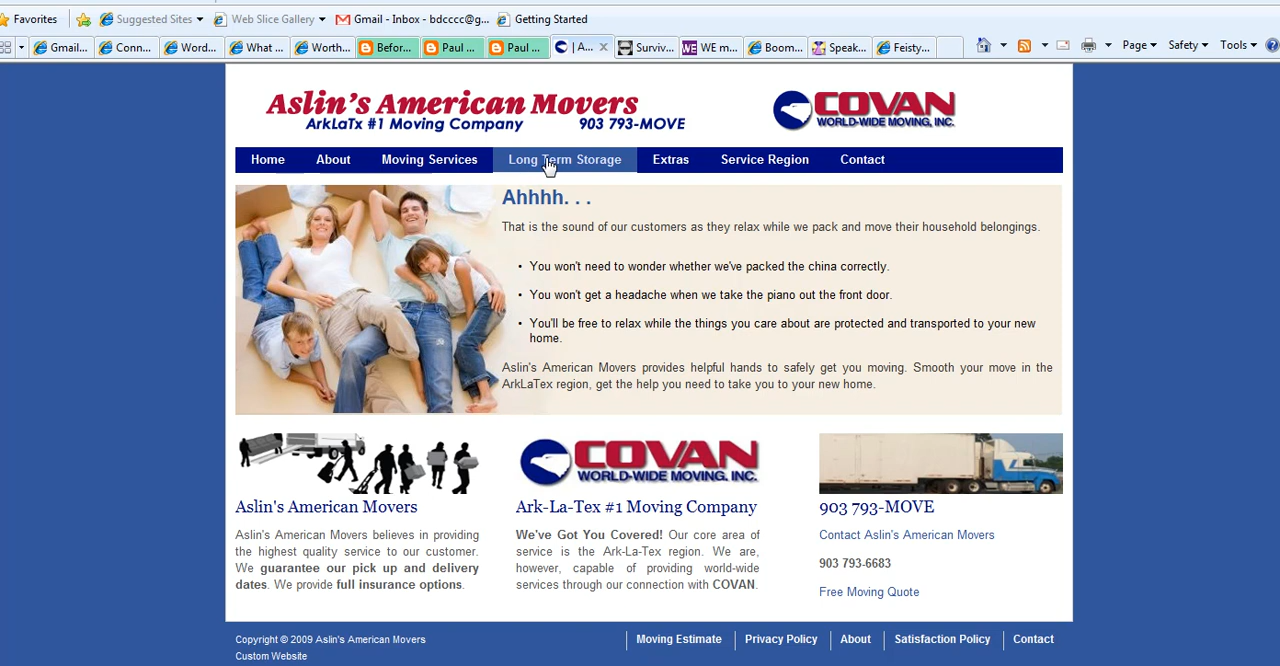 Favorites Suggested Sites Web Slice Gallery Gmail - Inbox - bdcccc@g... Getting Started
Gmail... Conn... Word... What ... Worth... Befor... Paul ... Paul ... | A... Surviv... WE m... Boom... Speak... Feisty... Page Safety Tools
Aslin's American Movers
ArkLaTx #1 Moving Company 903 793-MOVE
COVAN
WORLD-WIDE MOVING, INC.
Home About Moving Services Long Term Storage Extras Service Region Contact
Ahhhh. . .
That is the sound of our customers as they relax while we pack and move their household belongings.
• You won't need to wonder whether we've packed the china correctly.
• You won't get a headache when we take the piano out the front door.
• You'll be free to relax while the things you care about are protected and transported to your new
home.
Aslin's American Movers provides helpful hands to safely get you moving. Smooth your move in the
ArkLaTex region, get the help you need to take you to your new home.
Aslin's American Movers
Aslin's American Movers believes in providing
the highest quality service to our customer.
We guarantee our pick up and delivery
dates. We provide full insurance options.
COVAN
WORLD-WIDE MOVING, INC.
Ark-La-Tex #1 Moving Company
We've Got You Covered! Our core area of
service is the Ark-La-Tex region. We are,
however, capable of providing world-wide
services through our connection with COVAN.
903 793-MOVE
Contact Aslin's American Movers
903 793-6683
Free Moving Quote
Copyright © 2009 Aslin's American Movers
Custom Website
Moving Estimate Privacy Policy About Satisfaction Policy Contact